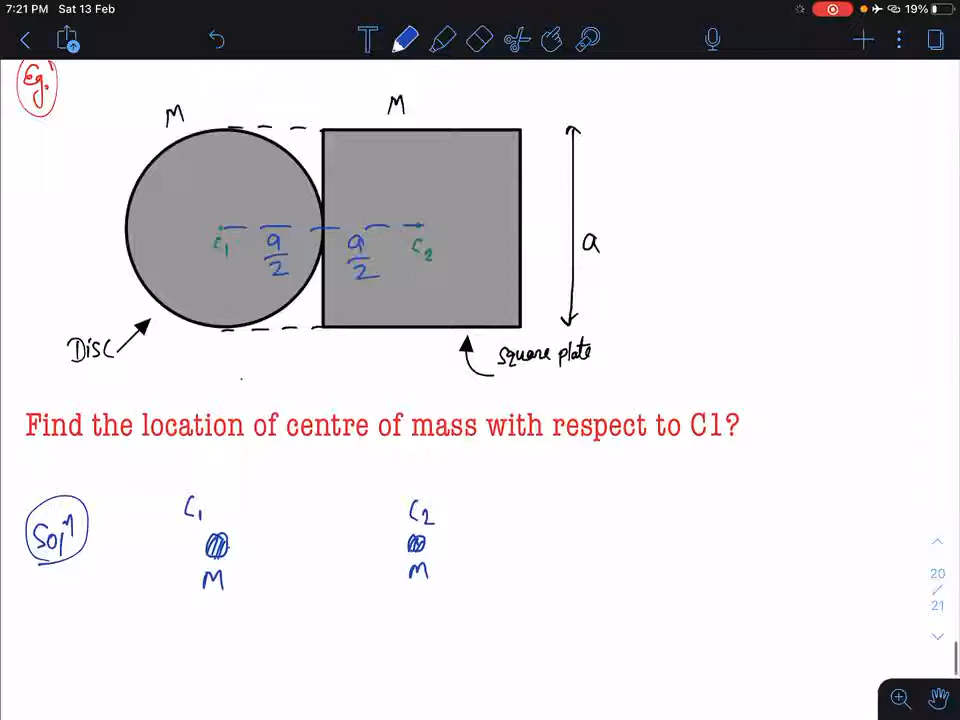 7:21 PM Sat 13 Feb
19%
Eg.
M
M
C1
a/2
a/2
C2
a
Disc
square plate
Find the location of centre of mass with respect to C1?
Solⁿ
C1
C2
M
M
20
/
21